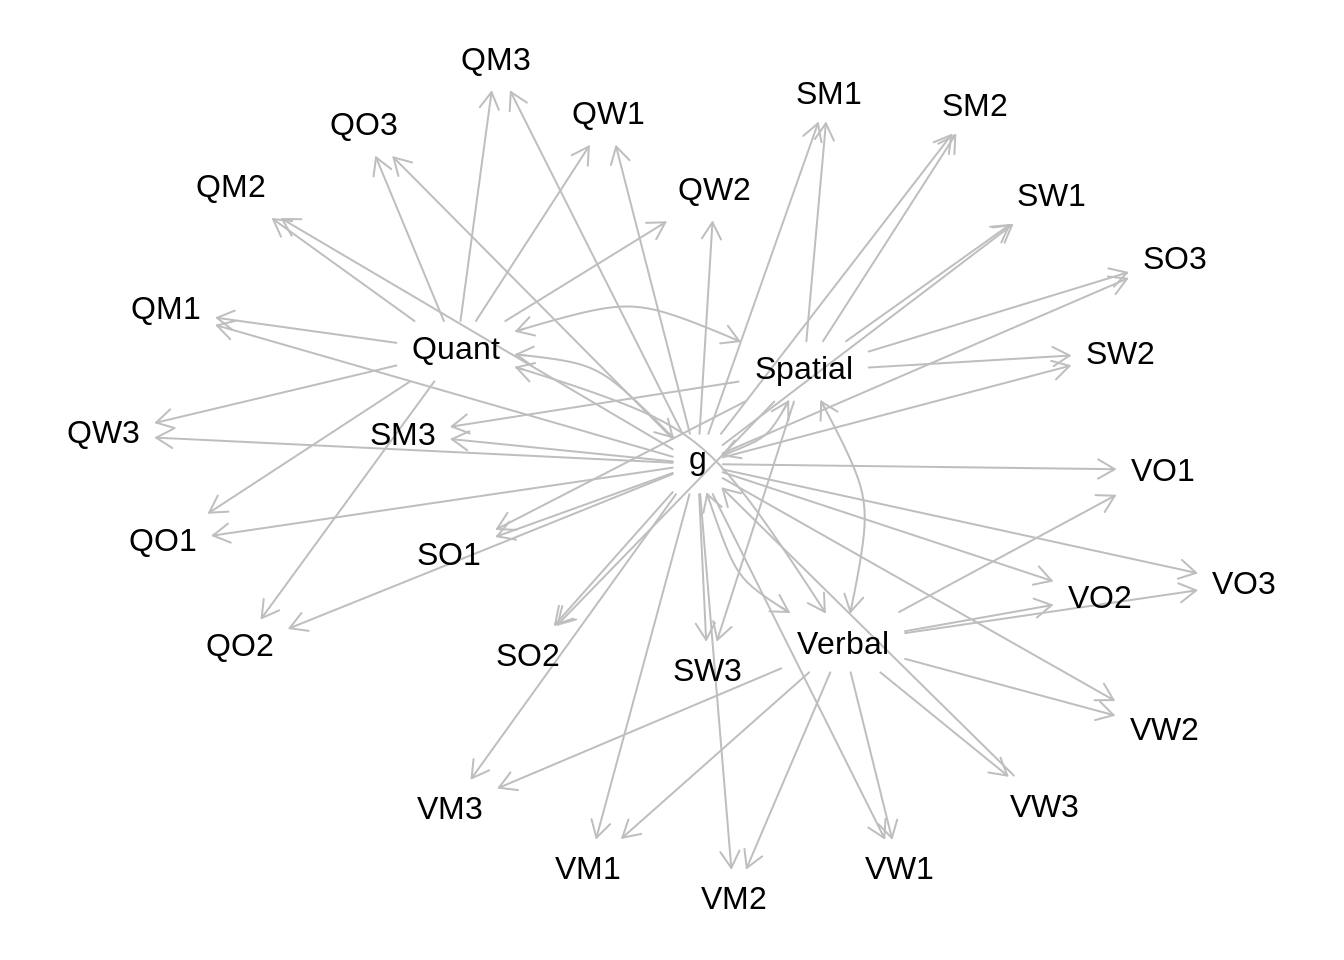 QM3
SM1
SM2
QW1
QO3
QM2
QW2
SW1
SO3
QM1
Quant
SW2
Spatial
QW3
SM3
g
VO1
QO1
SO1
VO3
VO2
QO2
Verbal
SO2
SW3
VW2
VM3
VW3
VM1
VW1
VM2